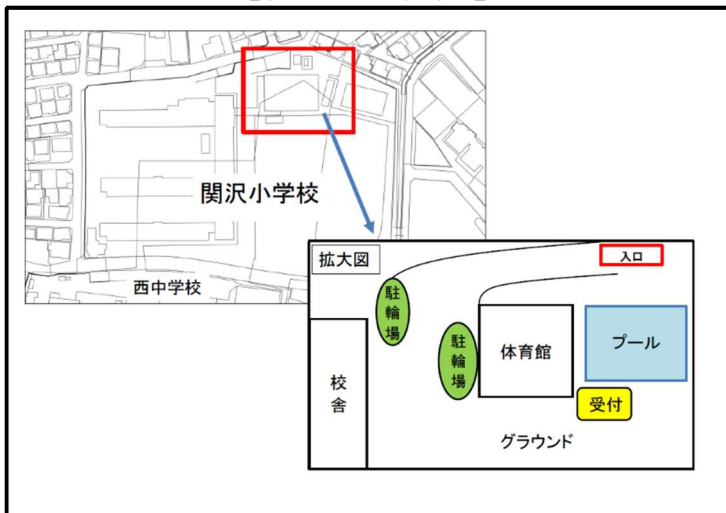 関沢小学校
西中学校
拡大図
入口
駐輪場
駐輪場
体育館
プール
校舎
受付
グラウンド